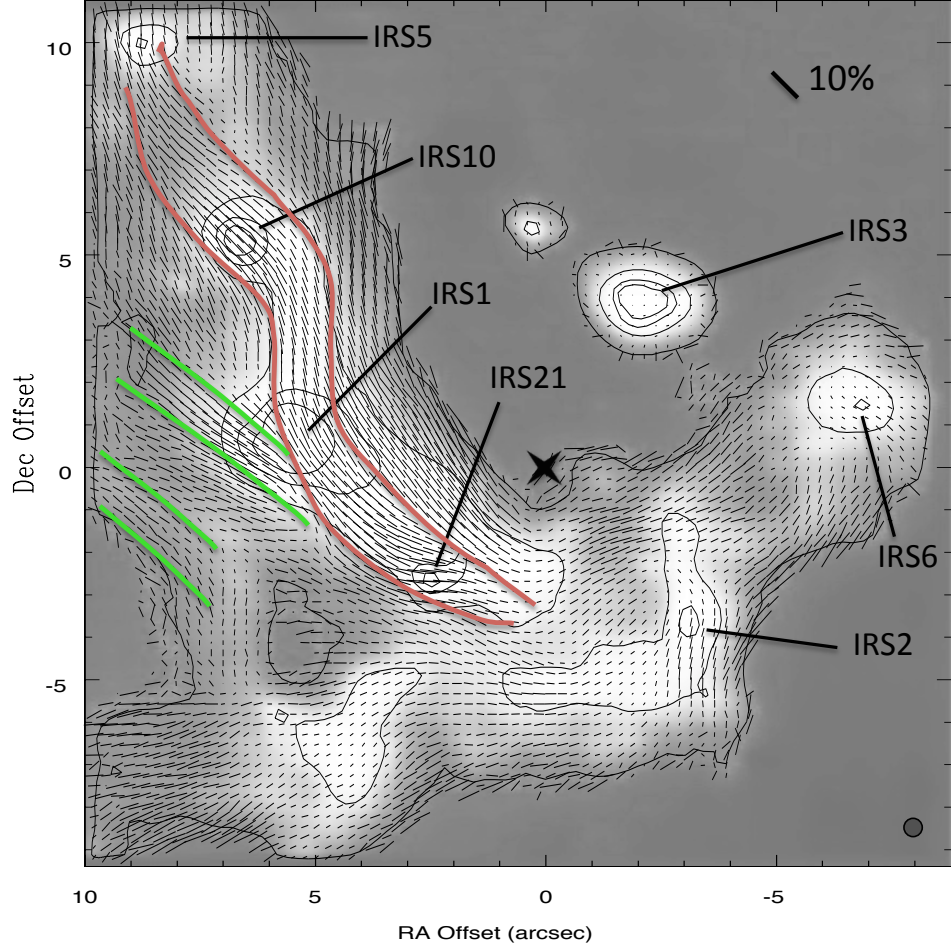 10
IRS5
10%
IRS10
IRS3
5
IRS1
IRS21
Dec Offset
0
IRS6
IRS2
-5
10
5
0
-5
RA Offset (arcsec)